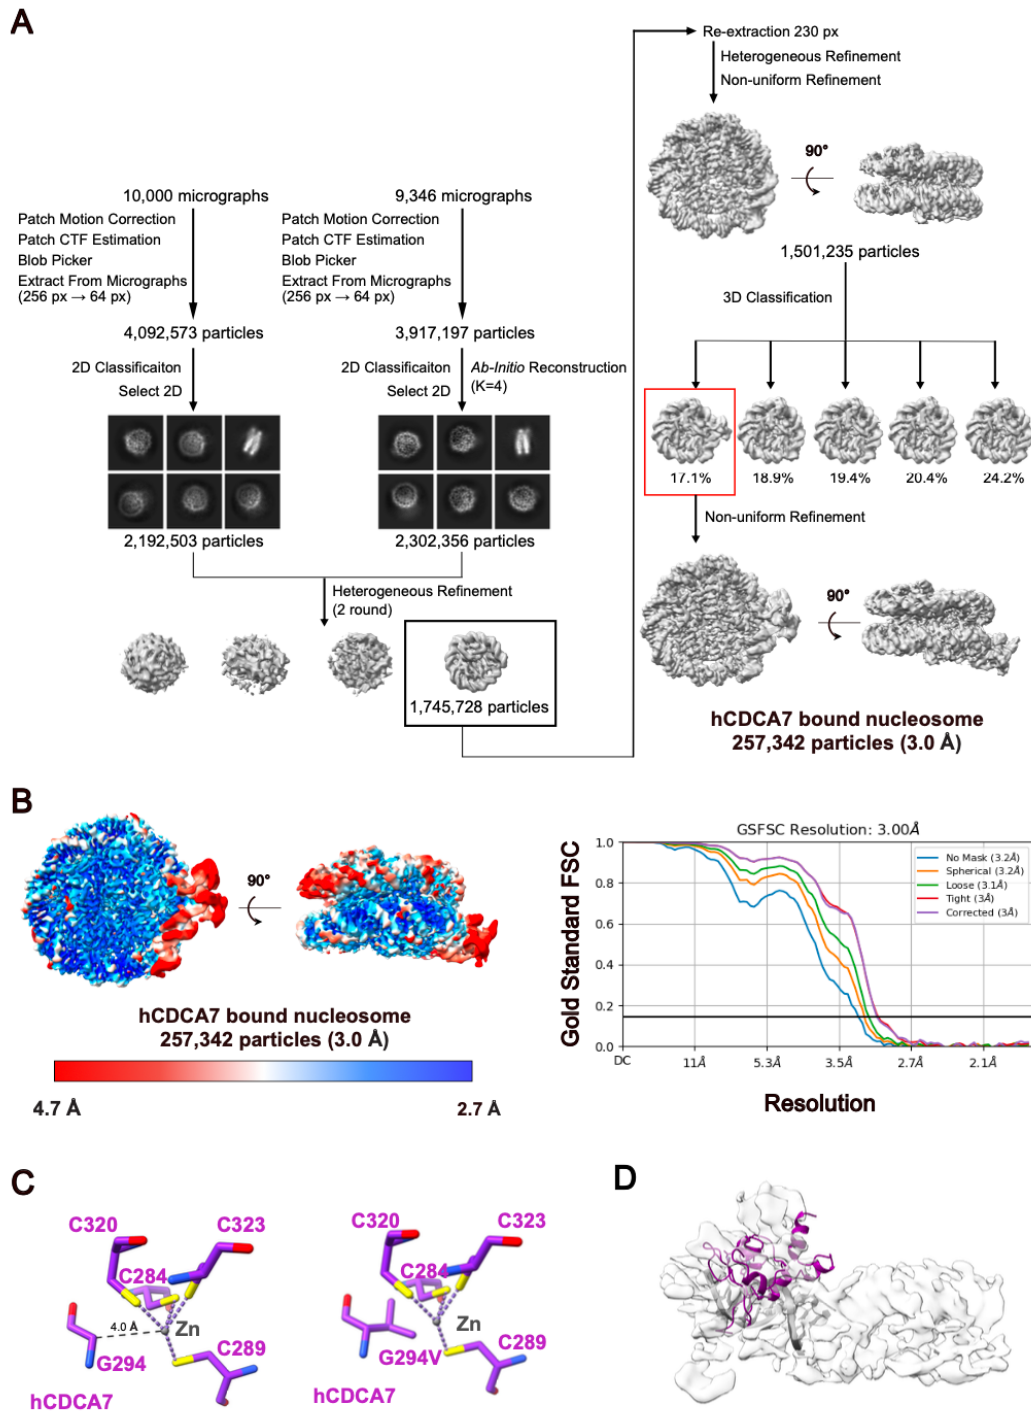 A
10,000 micrographs
Patch Motion Correction
Patch CTF Estimation
Blob Picker
Extract From Micrographs
(256 px → 64 px)
4,092,573 particles
2D Classificaiton
Select 2D
2,192,503 particles
9,346 micrographs
Patch Motion Correction
Patch CTF Estimation
Blob Picker
Extract From Micrographs
(256 px → 64 px)
3,917,197 particles
2D Classificaiton
Select 2D
Ab-Initio Reconstruction
(K=4)
2,302,356 particles
Heterogeneous Refinement
(2 round)
1,745,728 particles
Re-extraction 230 px
Heterogeneous Refinement
Non-uniform Refinement
90°
1,501,235 particles
3D Classification
17.1%
18.9%
19.4%
20.4%
24.2%
Non-uniform Refinement
90°
hCDCA7 bound nucleosome
257,342 particles (3.0 Å)
B
90°
hCDCA7 bound nucleosome
257,342 particles (3.0 Å)
4.7 Å
2.7 Å
GSFSC Resolution: 3.00Å
Gold Standard FSC
1.0
0.8
0.6
0.4
0.2
0.0
DC
11Å
5.3Å
3.5Å
2.7Å
2.1Å
No Mask (3.2Å)
Spherical (3.2Å)
Loose (3.1Å)
Tight (3Å)
Corrected (3Å)
Resolution
C
C320
C323
C284
4.0 Å
Zn
G294
C289
hCDCA7
C320
C323
C284
Zn
G294V
C289
hCDCA7
D